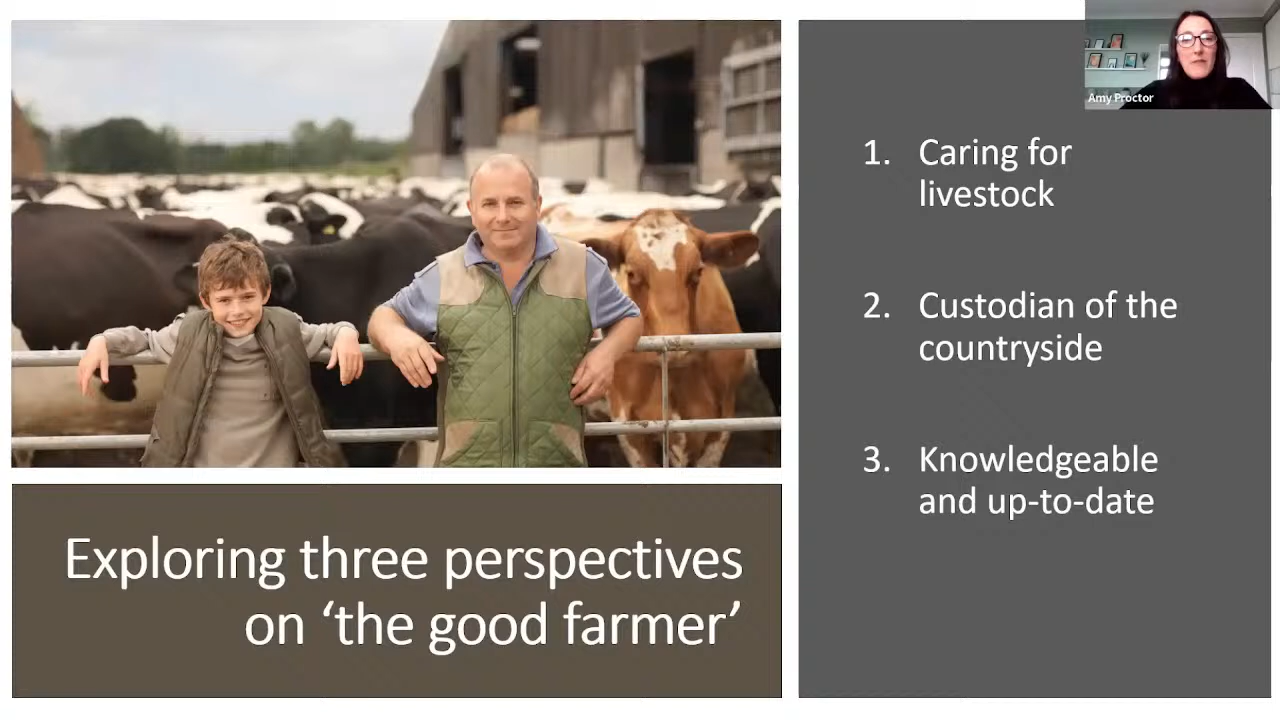 Amy Proctor
1. Caring for
livestock
2. Custodian of the
countryside
3. Knowledgeable
and up-to-date
Exploring three perspectives
on ‘the good farmer’